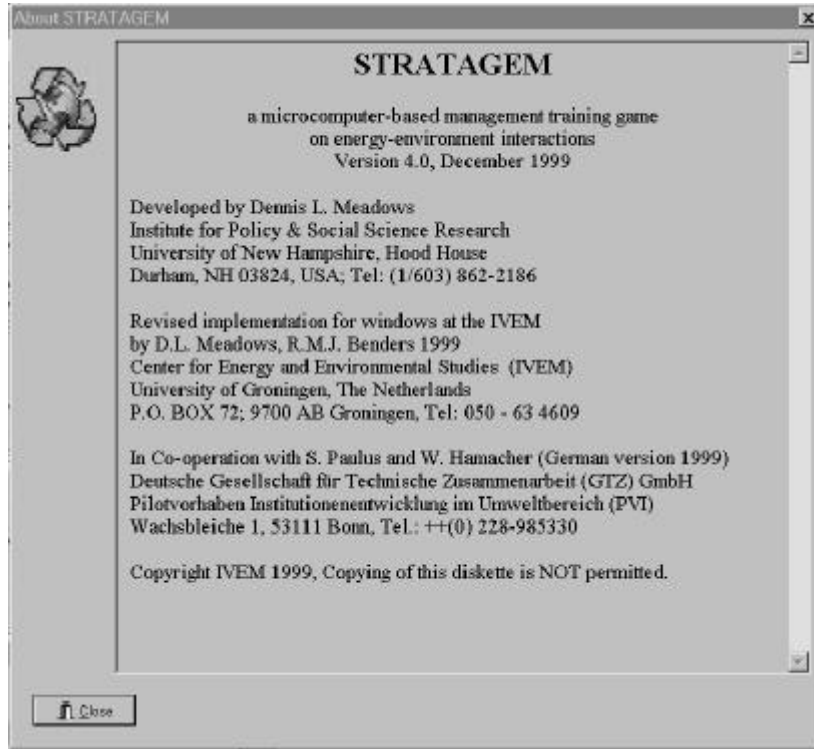 About STRATAGEM
STRATAGEM
a microcomputer-based management training game
on energy-environment interactions
Version 4.0, December 1999
Developed by Dennis L. Meadows
Institute for Policy & Social Science Research
University of New Hampshire, Hood House
Durham, NH 03824, USA; Tel: (1/603) 862-2186
Revised implementation for windows at the IVEM
by D.L. Meadows, R.M.J. Benders 1999
Center for Energy and Environmental Studies (IVEM)
University of Groningen, The Netherlands
P.O. BOX 72; 9700 AB Groningen, Tel: 050 - 63 4609
In Co-operation with S. Paulus and W. Hamacher (German version 1999)
Deutsche Gesellschaft für Technische Zusammenarbeit (GTZ) GmbH
Pilotvorhaben Institutionenentwicklung im Umweltbereich (PVI)
Wachsbleiche 1, 53111 Bonn, Tel.: ++(0) 228-985330
Copyright IVEM 1999, Copying of this diskette is NOT permitted.
Close